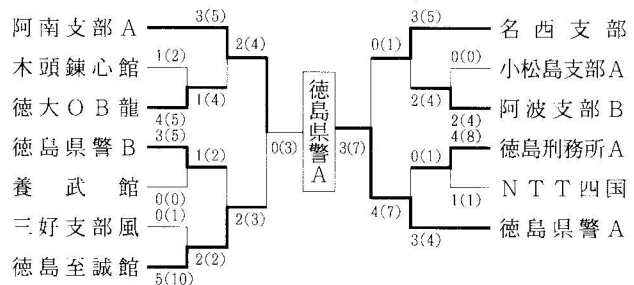 阿南支部A
木頭錬心館
徳大OB龍
徳島県警B
養武館
三好支部風
徳島至誠館
3(5)
1(2)
4(5)
3(5)
0(0)
0(1)
5(10)
2(4)
1(4)
1(2)
2(2)
2(3)
0(3)
徳島県警A
3(7)
0(1)
4(7)
2(4)
0(1)
3(5)
0(0)
2(4)
4(8)
1(1)
3(4)
名西支部
小松島支部A
阿波支部B
徳島刑務所A
NTT四国
徳島県警A